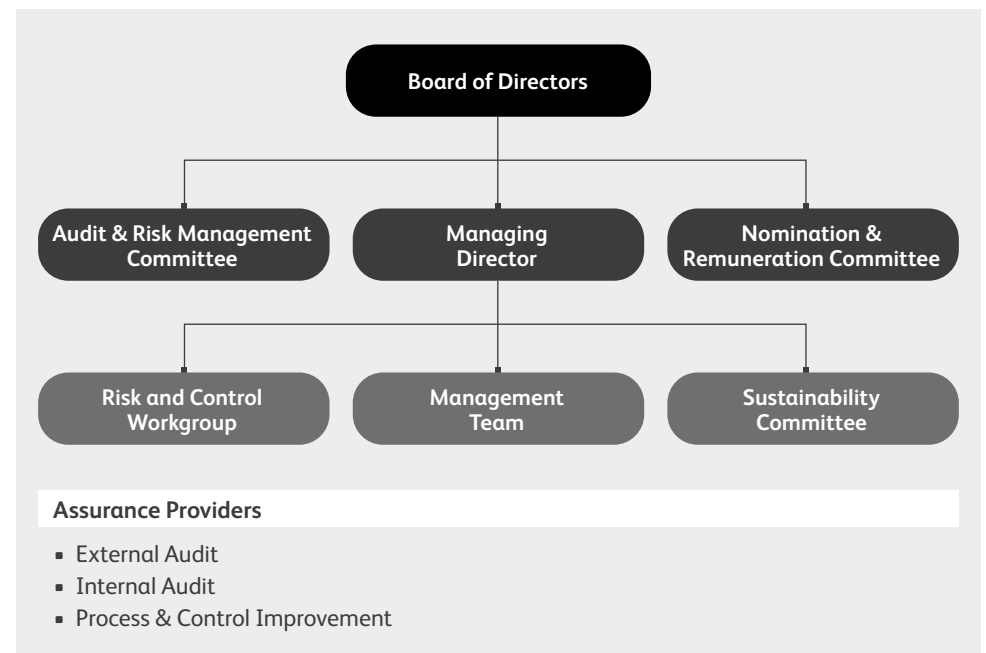 Board of Directors
Audit & Risk Management
Committee
Managing
Director
Nomination &
Remuneration Committee
Risk and Control
Workgroup
Management
Team
Sustainability
Committee
Assurance Providers
▪ External Audit
▪ Internal Audit
▪ Process & Control Improvement